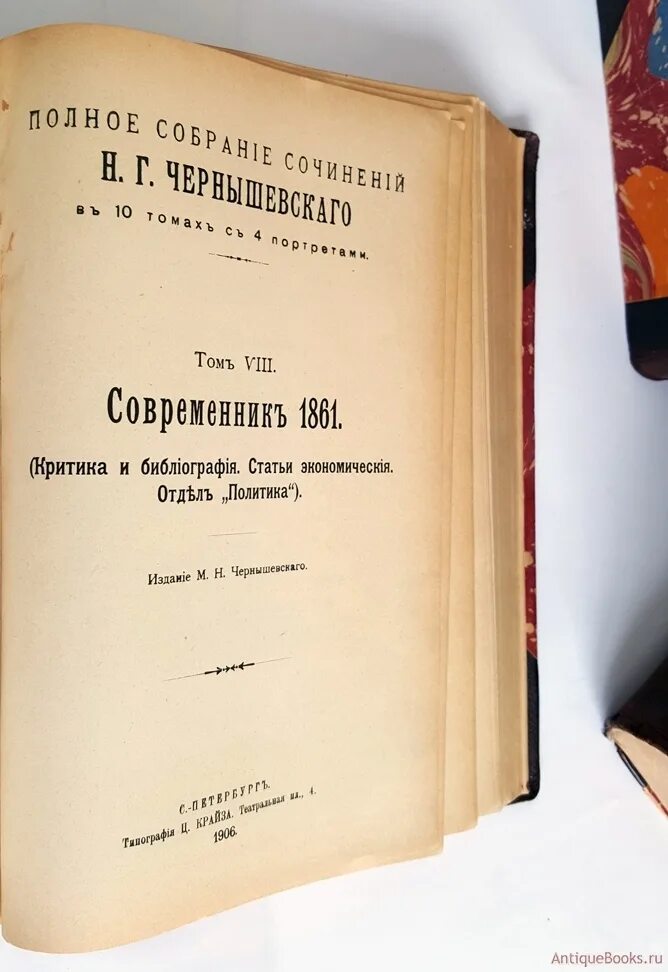 ПОЛНОЕ СОБРАНІЕ СОЧИНЕНІЙ
Н. Г. ЧЕРНЫШЕВСКАГО
въ 10 томахъ съ 4 портретами.
Томъ VIII.
Современникъ 1861.
(Критика и библіографія. Статьи экономическія.
Отдѣлъ „Политика“).
Изданіе М. Н. Чернышевскаго.
С.-ПЕТЕРБУРГЪ.
Типографія Ц. КРАЙЗА. Театральная пл., 4.
1906.
AntiqueBooks.ru